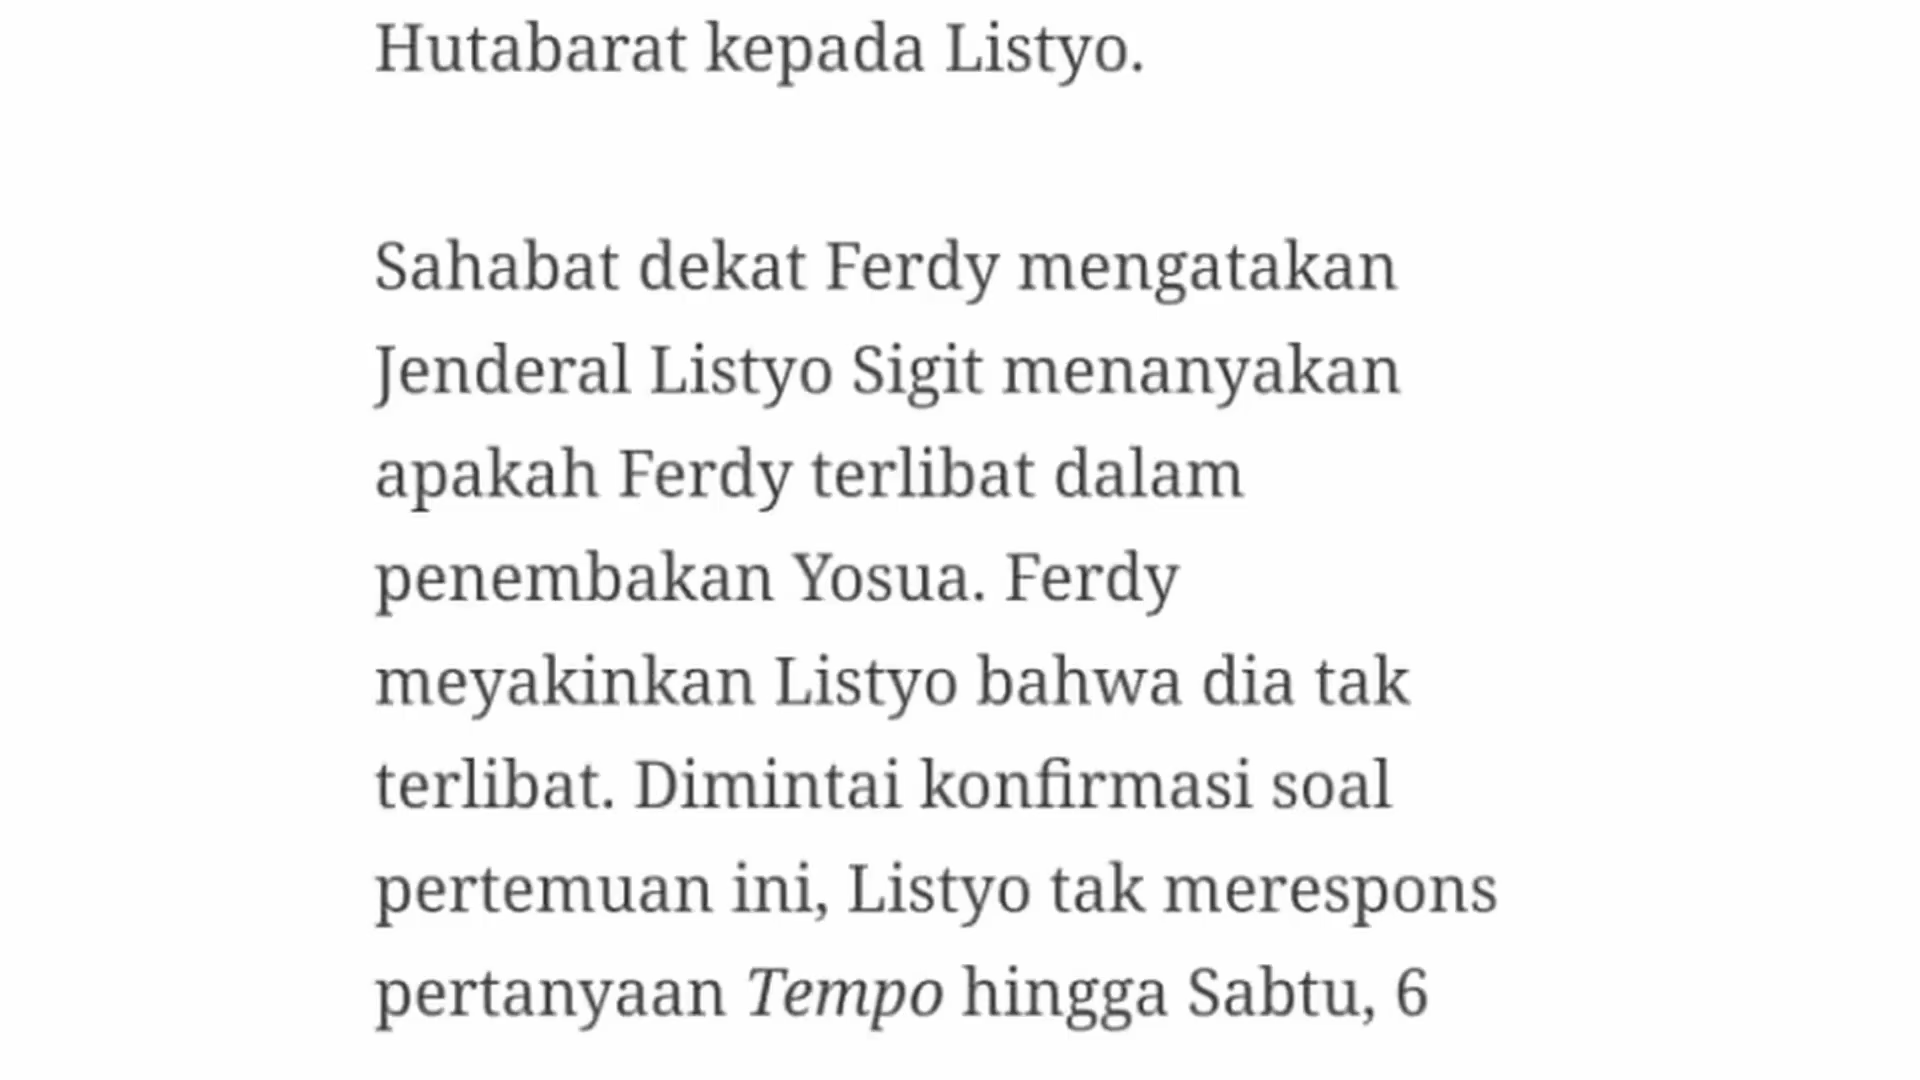 Hutabarat kepada Listyo.
Sahabat dekat Ferdy mengatakan
Jenderal Listyo Sigit menanyakan
apakah Ferdy terlibat dalam
penembakan Yosua. Ferdy
meyakinkan Listyo bahwa dia tak
terlibat. Dimintai konfirmasi soal
pertemuan ini, Listyo tak merespons
pertanyaan Tempo hingga Sabtu, 6